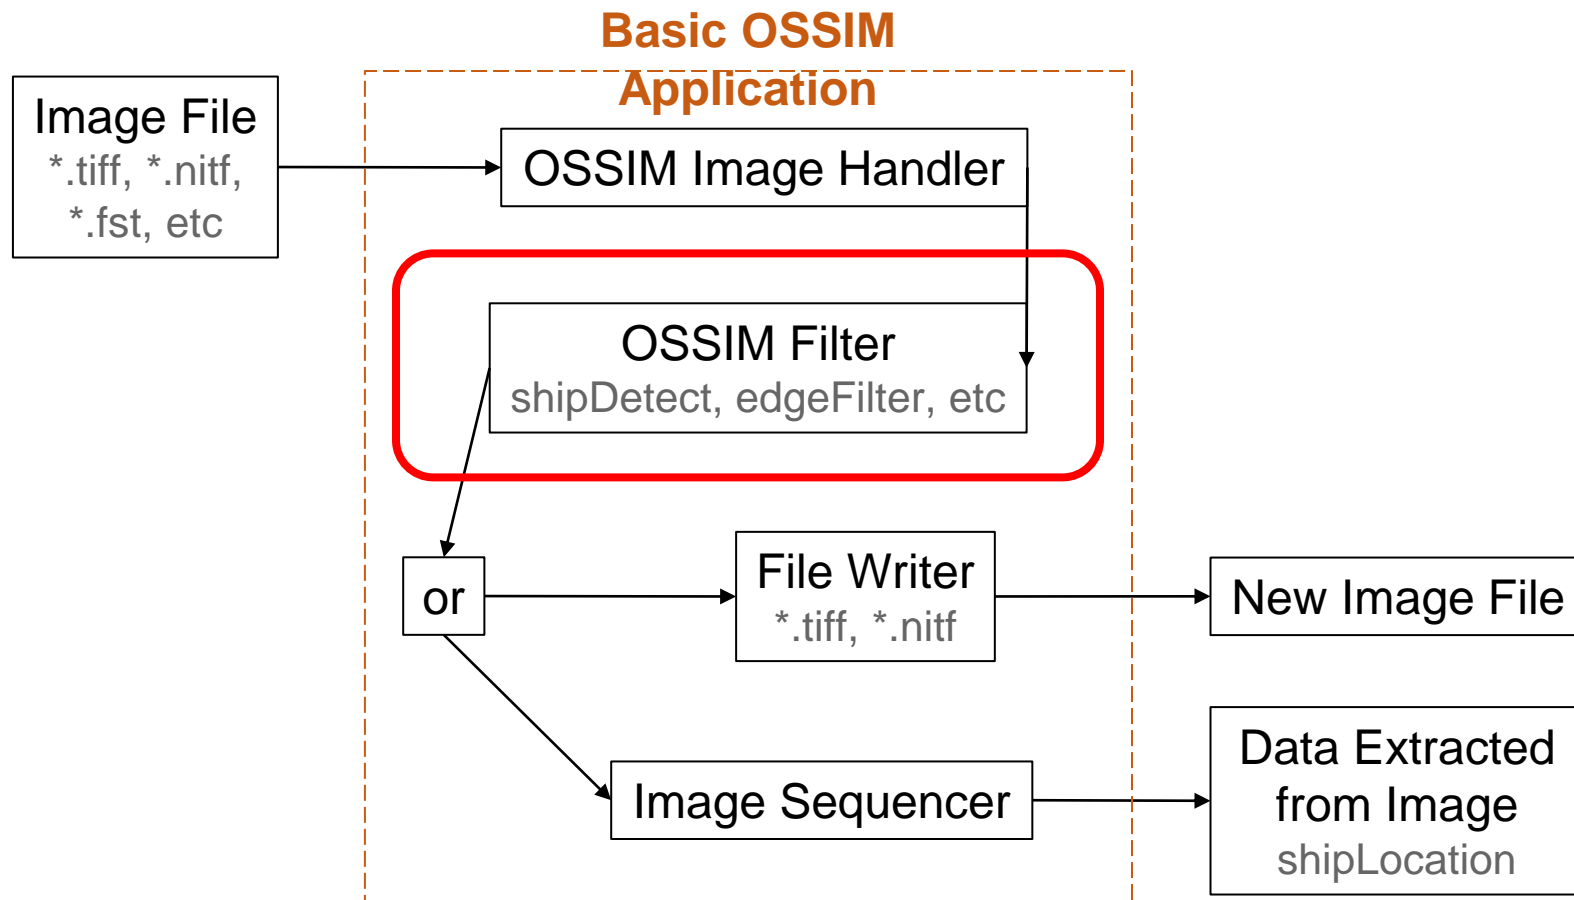 Basic OSSIM
Application
Image File
*.tiff, *.nitf,
*.fst, etc
OSSIM Image Handler
OSSIM Filter
shipDetect, edgeFilter, etc
or
File Writer
*.tiff, *.nitf
New Image File
Image Sequencer
Data Extracted
from Image
shipLocation